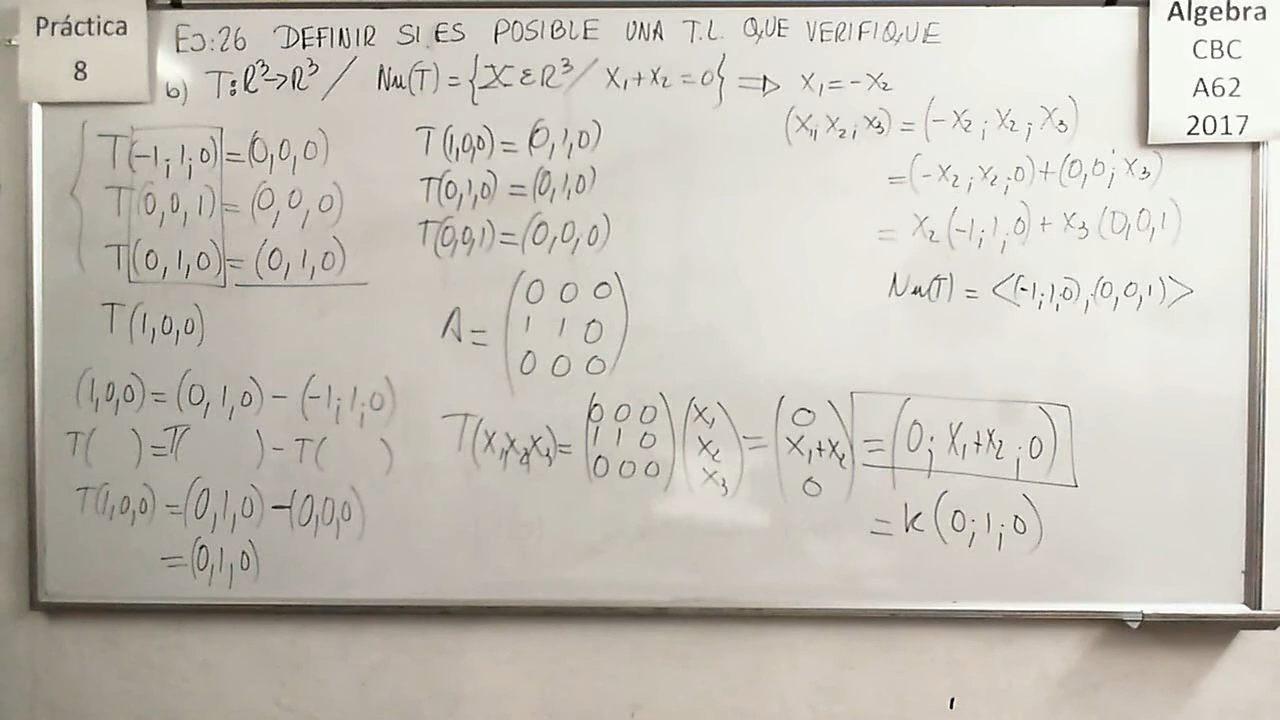 Práctica
8
Algebra
CBC
A62
2017
EJ:26 DEFINIR SI ES POSIBLE UNA T.L. QUE VERIFIQUE
b) T:R³→R³ / Nu(T) = {X ε R³ / X₁+X₂=0} ⇒ X₁=-X₂
(X₁; X₂; X₃) = (-X₂; X₂; X₃)
= (-X₂; X₂; 0) + (0,0; X₃)
= X₂(-1; 1; 0) + X₃(0,0,1)
Nu(T) = <(-1; 1; 0), (0,0,1)>
T(-1; 1; 0) = (0,0,0)
T(0,0,1) = (0,0,0)
T(0,1,0) = (0,1,0)
T(1,0,0)
(1,0,0) = (0,1,0) - (-1; 1; 0)
T( ) = T( ) - T( )
T(1,0,0) = (0,1,0) - (0,0,0)
= (0,1,0)
T(1,0,0) = (0,1,0)
T(0,1,0) = (0,1,0)
T(0,0,1) = (0,0,0)
A = (0 0 0
1 1 0
0 0 0)
T(X₁,X₂,X₃) = (0 0 0; 1 1 0; 0 0 0) (X₁; X₂; X₃) = (0; X₁+X₂; 0) = (0; X₁+X₂; 0)
= K(0; 1; 0)